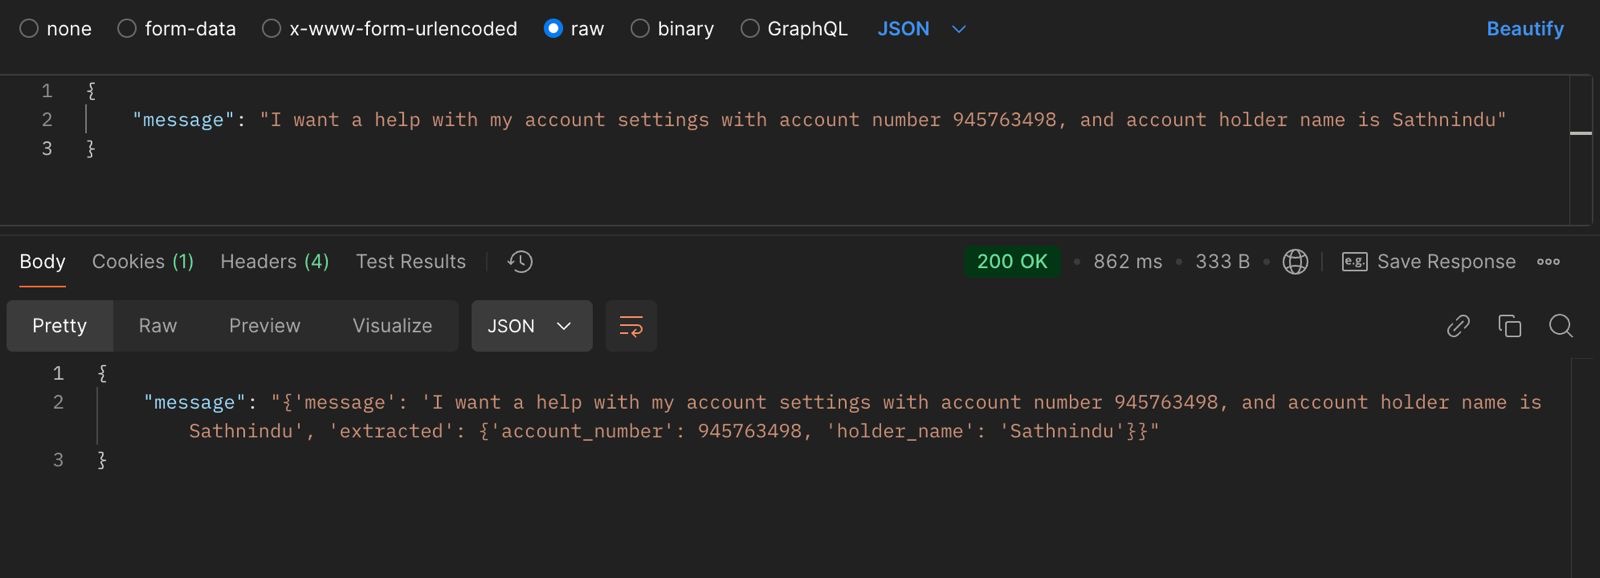 none form-data x-www-form-urlencoded raw binary GraphQL JSON Beautify
1 {
2 "message": "I want a help with my account settings with account number 945763498, and account holder name is Sathnindu"
3 }
Body Cookies (1) Headers (4) Test Results 200 OK • 862 ms • 333 B • e.g. Save Response
Pretty Raw Preview Visualize JSON
1 {
2 "message": "{'message': 'I want a help with my account settings with account number 945763498, and account holder name is
Sathnindu', 'extracted': {'account_number': 945763498, 'holder_name': 'Sathnindu'}}"
3 }